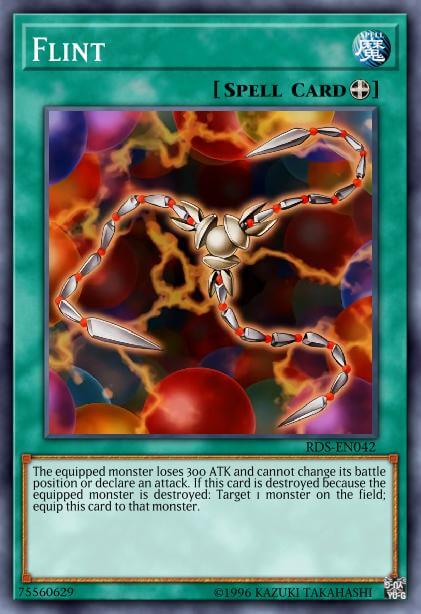 Flint
[Spell Card]
RDS-EN042
The equipped monster loses 300 ATK and cannot change its battle
position or declare an attack. If this card is destroyed because the
equipped monster is destroyed: Target 1 monster on the field;
equip this card to that monster.
75560629
©1996 KAZUKI TAKAHASHI